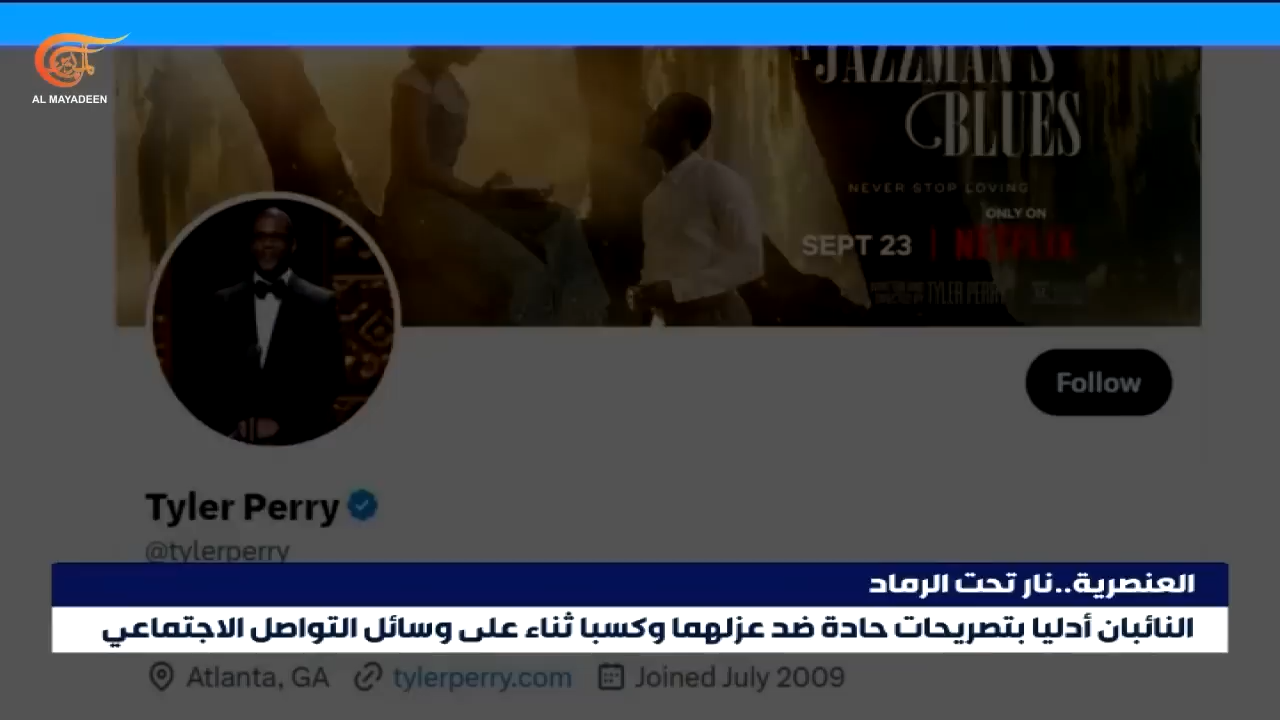 AL MAYADEEN
JAZZMAN'S
BLUES
NEVER STOP LOVING
ONLY ON
SEPT 23 | NETFLIX
DIRECTED BY TYLER PERRY
Follow
Tyler Perry
@tylerperry
العنصرية..نار تحت الرماد
النائبان أدليا بتصريحات حادة ضد عزلهما وكسبا ثناء على وسائل التواصل الاجتماعي
Atlanta, GA tylerperry.com Joined July 2009